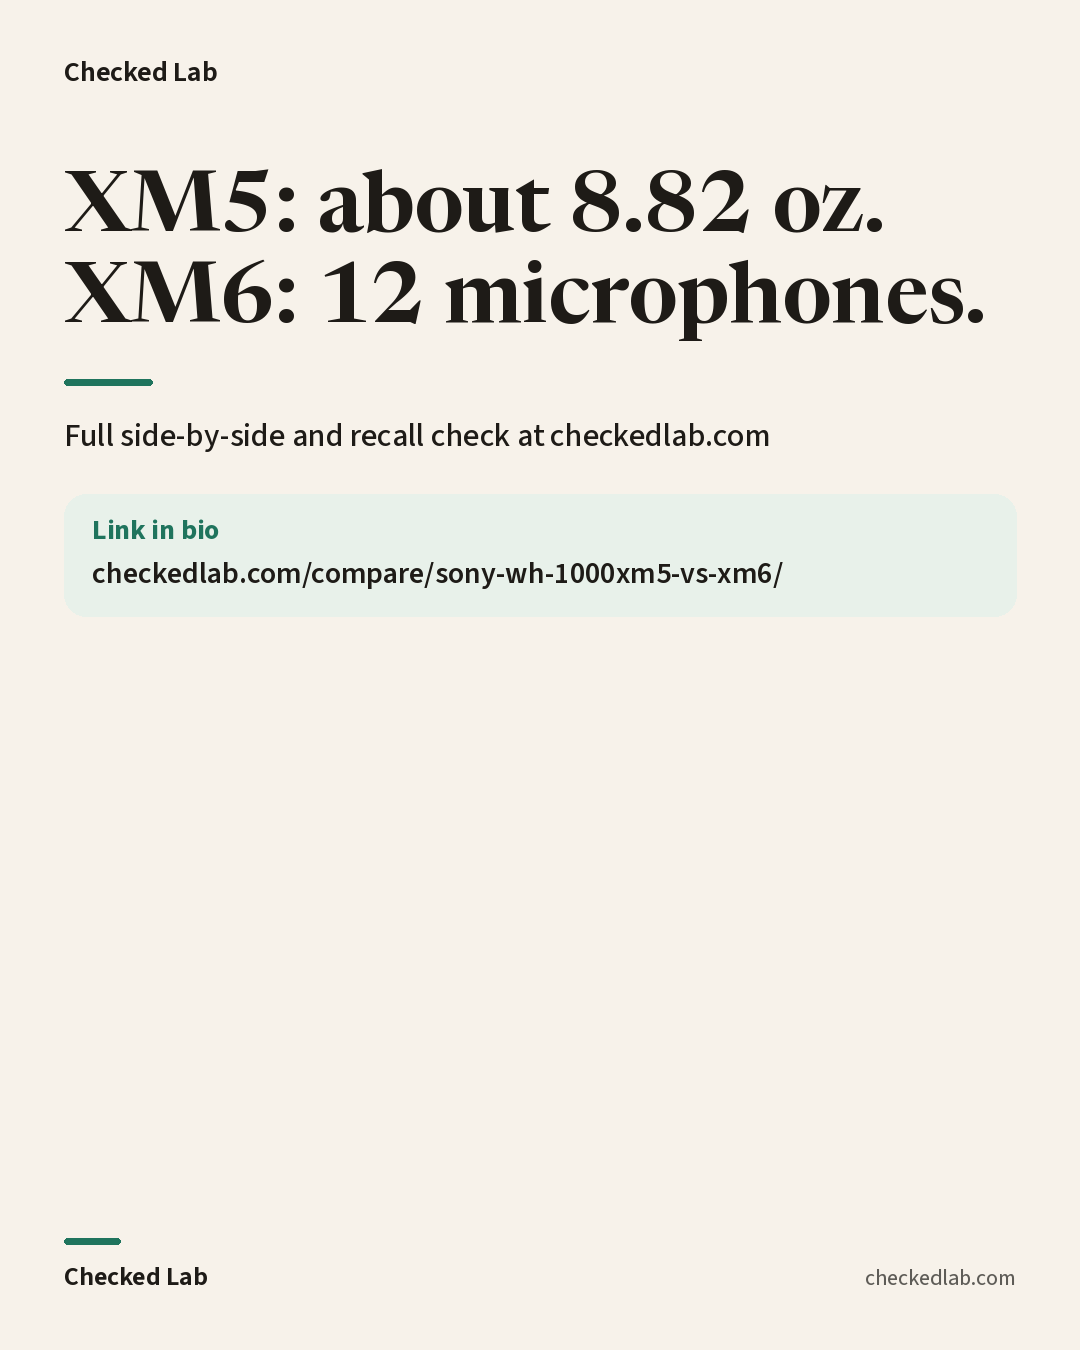 Checked Lab
XM5: about 8.82 oz.
XM6: 12 microphones.
Full side-by-side and recall check at checkedlab.com
Link in bio
checkedlab.com/compare/sony-wh-1000xm5-vs-xm6/
Checked Lab
checkedlab.com